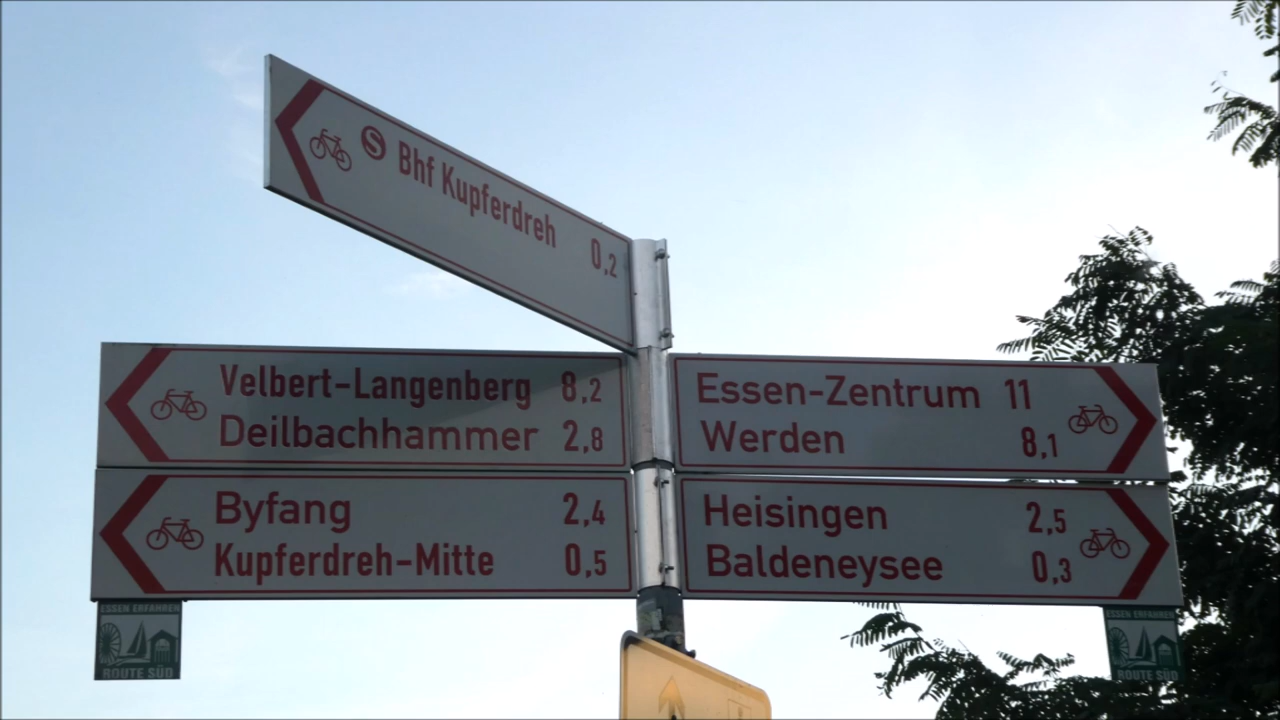 S Bhf Kupferdreh 0,2
Velbert-Langenberg 8,2
Deilbachhammer 2,8
Essen-Zentrum 11
Werden 8,1
Byfang 2,4
Kupferdreh-Mitte 0,5
Heisingen 2,5
Baldeneysee 0,3
ESSEN ERFAHREN
ROUTE SÜD
ESSEN ERFAHREN
ROUTE SÜD